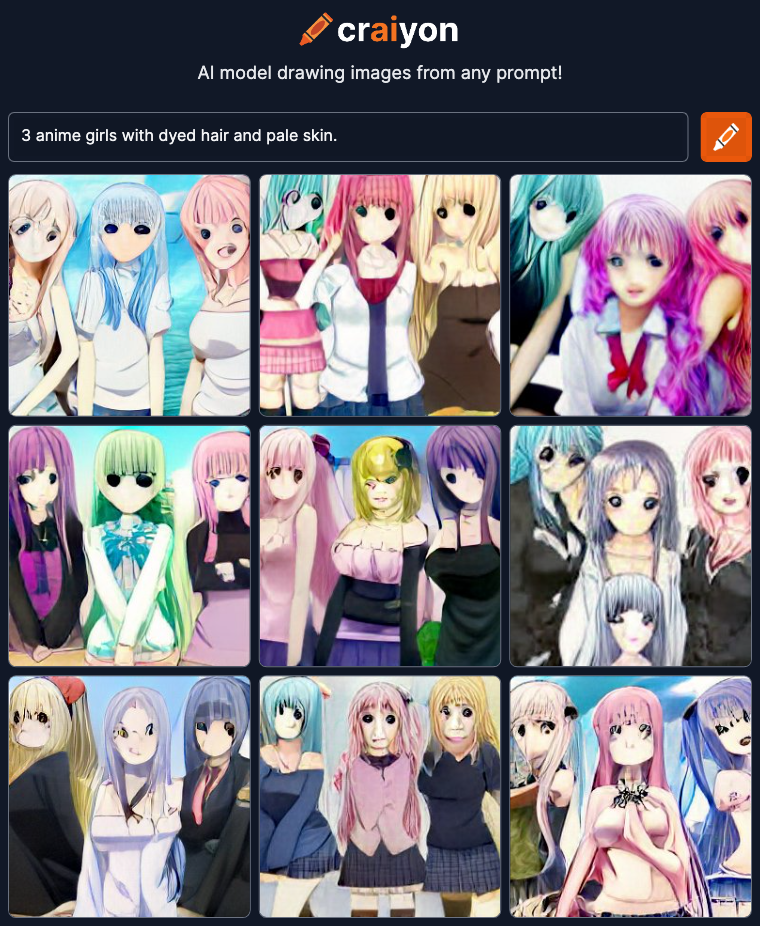 craiyon
AI model drawing images from any prompt!
3 anime girls with dyed hair and pale skin.